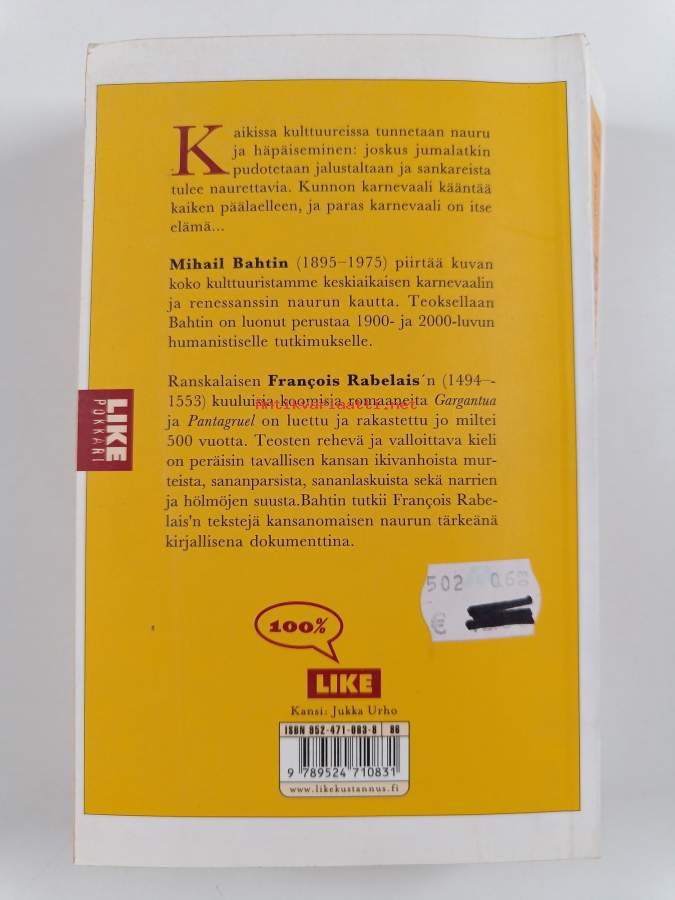 Kaikissa kulttuureissa tunnetaan nauru
ja häpäiseminen: joskus jumalatkin
pudotetaan jalustaltaan ja sankareista
tulee naurettavia. Kunnon karnevaali kääntää
kaiken päälaelleen, ja paras karnevaali on itse
elämä...
Mihail Bahtin (1895–1975) piirtää kuvan
koko kulttuuristamme keskiaikaisen karnevaalin
ja renessanssin naurun kautta. Teoksellaan
Bahtin on luonut perustaa 1900- ja 2000-luvun
humanistiselle tutkimukselle.
Ranskalaisen François Rabelais´n (1494–-
1553) kuuluisia koomisia romaaneita Gargantua
Antikvariaatti.net
ja Pantagruel on luettu ja rakastettu jo miltei
500 vuotta. Teosten rehevä ja valloittava kieli
on peräisin tavallisen kansan ikivanhoista mur-
teista, sananparsista, sananlaskuista sekä narrien
ja hölmöjen suusta.Bahtin tutkii François Rabe-
lais'n tekstejä kansanomaisen naurun tärkeänä
kirjallisena dokumenttina.
LIKE
POKKARI
502 06
03
€
100%
LIKE
Kansi: Jukka Urho
ISBN 952-471-083-8 86
9 789524 710831
www.likekustannus.fi